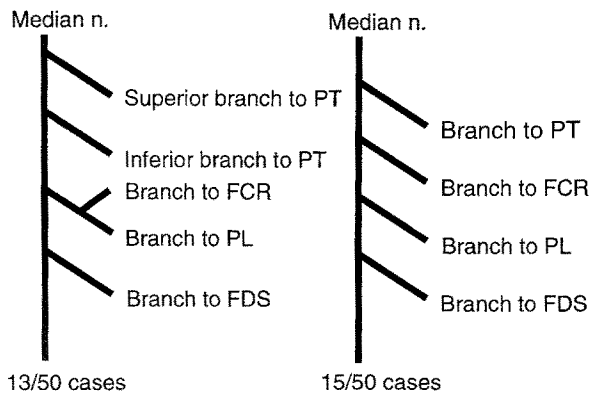 Median n.
Superior branch to PT
Inferior branch to PT
Branch to FCR
Branch to PL
Branch to FDS
13/50 cases
Median n.
Branch to PT
Branch to FCR
Branch to PL
Branch to FDS
15/50 cases